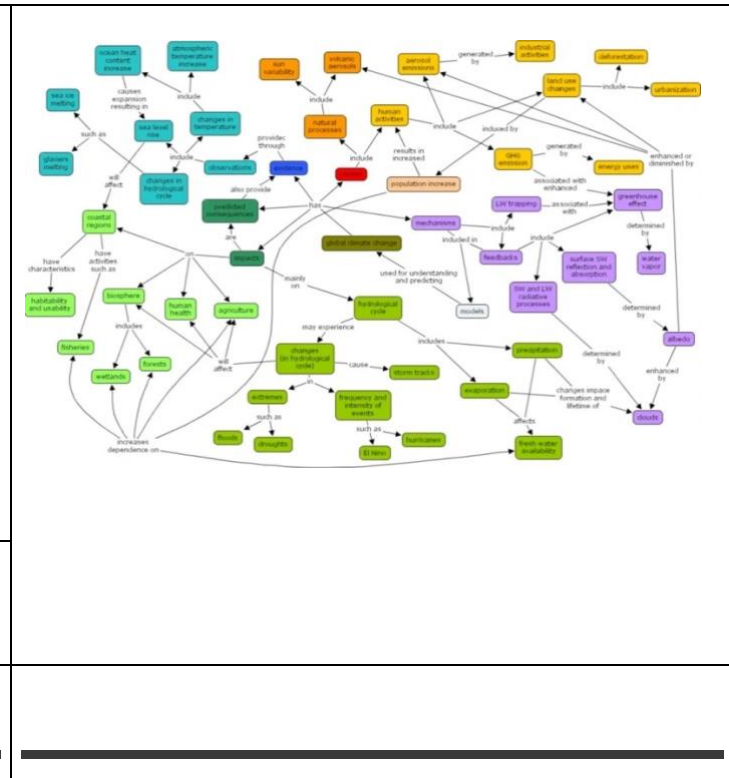 ocean heat
content
increase
atmospheric
temperature
increase
sun
variability
volcanic
aerosols
aerosol
emissions
generated
by
industrial
activities
deforestation
land use
changes
include
urbanization
sea ice
melting
causes
expansion
resulting in
include
include
such as
sea level
rise
changes in
temperature
natural
processes
human
activities
include
induced by
glaciers
melting
include
observations
provides
through
evidence
include
results in
increased
GHG
emission
generated
by
energy uses
enhanced or
diminished by
will
affect
changes in
hydrological
cycle
also provide
population increase
associated with
enhanced
greenhouse
effect
coastal
regions
predicted
consequences
has
mechanisms
LW trapping
associated
with
are
include
include
determined
by
have
characteristics
have
activities
such as
on
impacts
global climate change
included in
feedbacks
surface SW
reflection and
absorption
water
vapor
mainly
on
used for understanding
and predicting
habitability
and usability
biosphere
human
health
agriculture
hydrological
cycle
models
SW and LW
radiative
processes
determined
by
includes
may experience
includes
albedo
fisheries
forests
wetlands
will
affect
changes
(in hydrological
cycle)
cause
storm tracks
precipitation
determined
by
enhanced
by
in
extremes
frequency and
intensity of
events
evaporation
changes impace
formation and
lifetime of
such as
such as
affects
clouds
increases
dependence on
floods
droughts
El Nino
hurricanes
fresh water
availability